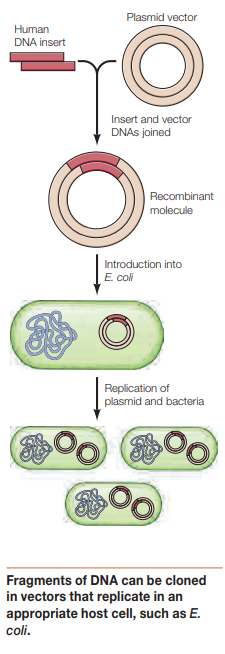 Human
DNA insert
Plasmid vector
Insert and vector
DNAs joined
Recombinant
molecule
Introduction into
E. coli
Replication of
plasmid and bacteria
Fragments of DNA can be cloned
in vectors that replicate in an
appropriate host cell, such as E.
coli.